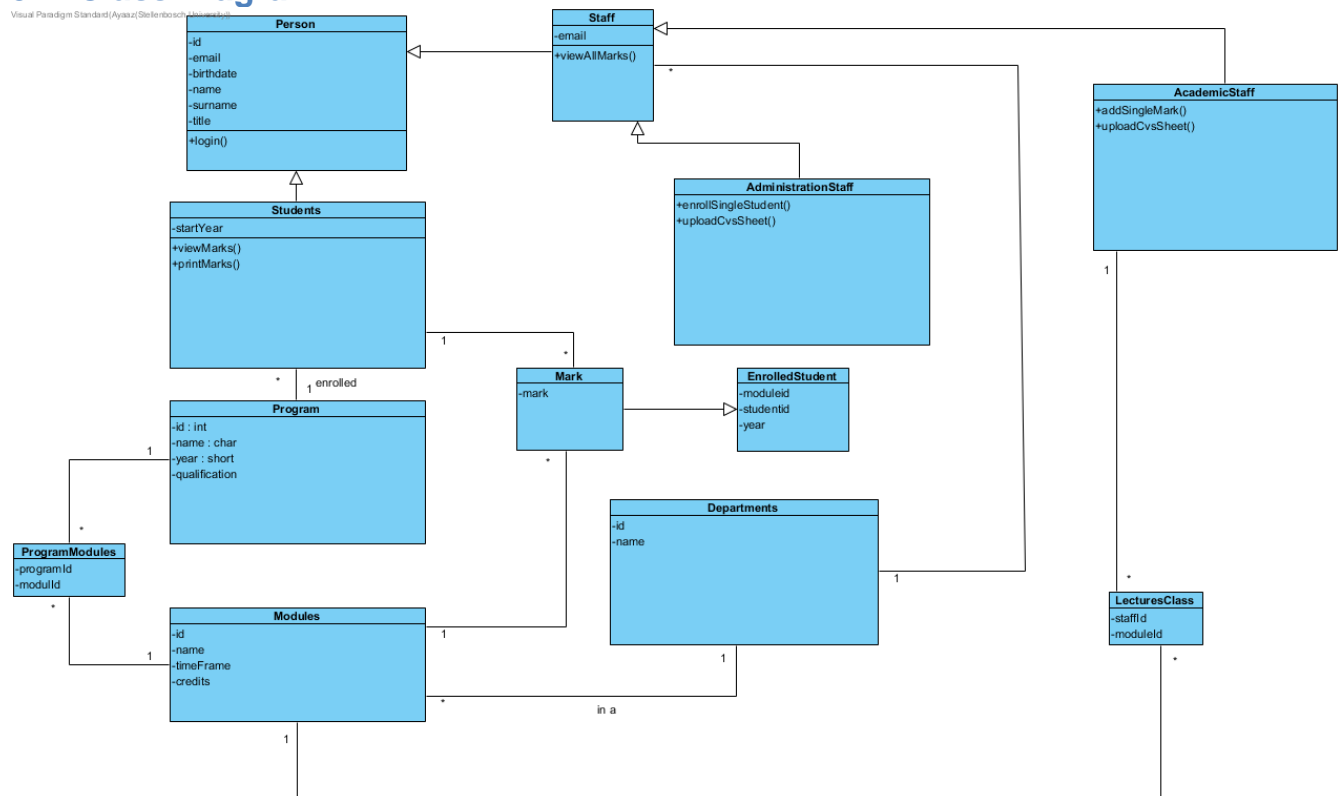 Visual Paradigm Standard(Ayaaz(Stellenbosch University))
Person
-id
-email
-birthdate
-name
-surname
-title
+login()
Staff
-email
+viewAllMarks()
*
AcademicStaff
+addSingleMark()
+uploadCvsSheet()
1
AdministrationStaff
+enrollSingleStudent()
+uploadCvsSheet()
Students
-startYear
+viewMarks()
+printMarks()
1
*
* 1 enrolled
Mark
-mark
*
EnrolledStudent
-moduleid
-studentid
-year
Program
-id : int
-name : char
-year : short
-qualification
1
*
ProgramModules
-programId
-modulId
*
1
Departments
-id
-name
1
1
Modules
-id
-name
-timeFrame
-credits
1
*
in a
1
*
LecturesClass
-staffId
-moduleId
*